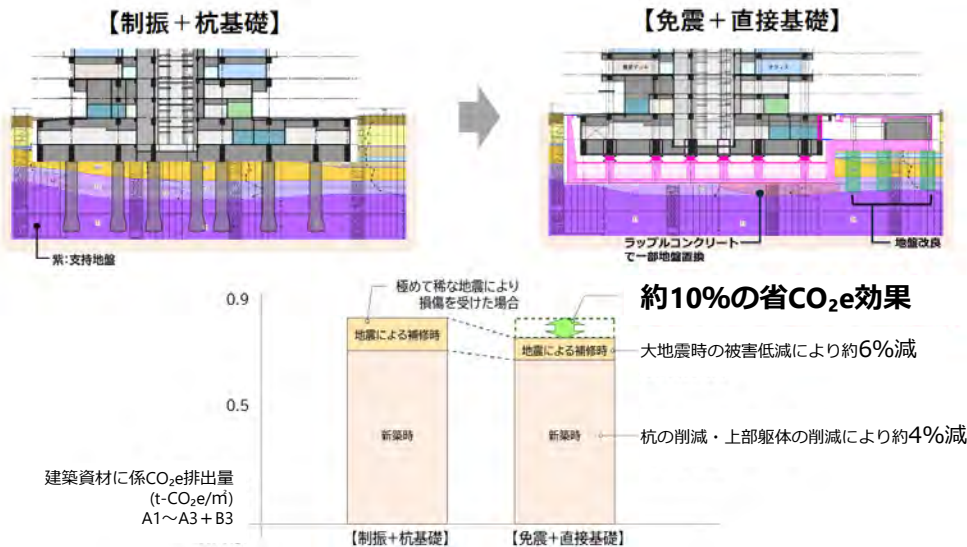 【制振+杭基礎】
【免震+直接基礎】
紫:支持地盤
ラップルコンクリート
で一部地盤置換
地盤改良
極めて稀な地震により
損傷を受けた場合
約10%の省CO₂e効果
0.9
地震による補修時
地震による補修時
大地震時の被害低減により約6%減
0.5
新築時
新築時
杭の削減・上部躯体の削減により約4%減
建築資材に係CO₂e排出量
(t-CO₂e/㎡)
A1～A3+B3
【制振+杭基礎】
【免震+直接基礎】